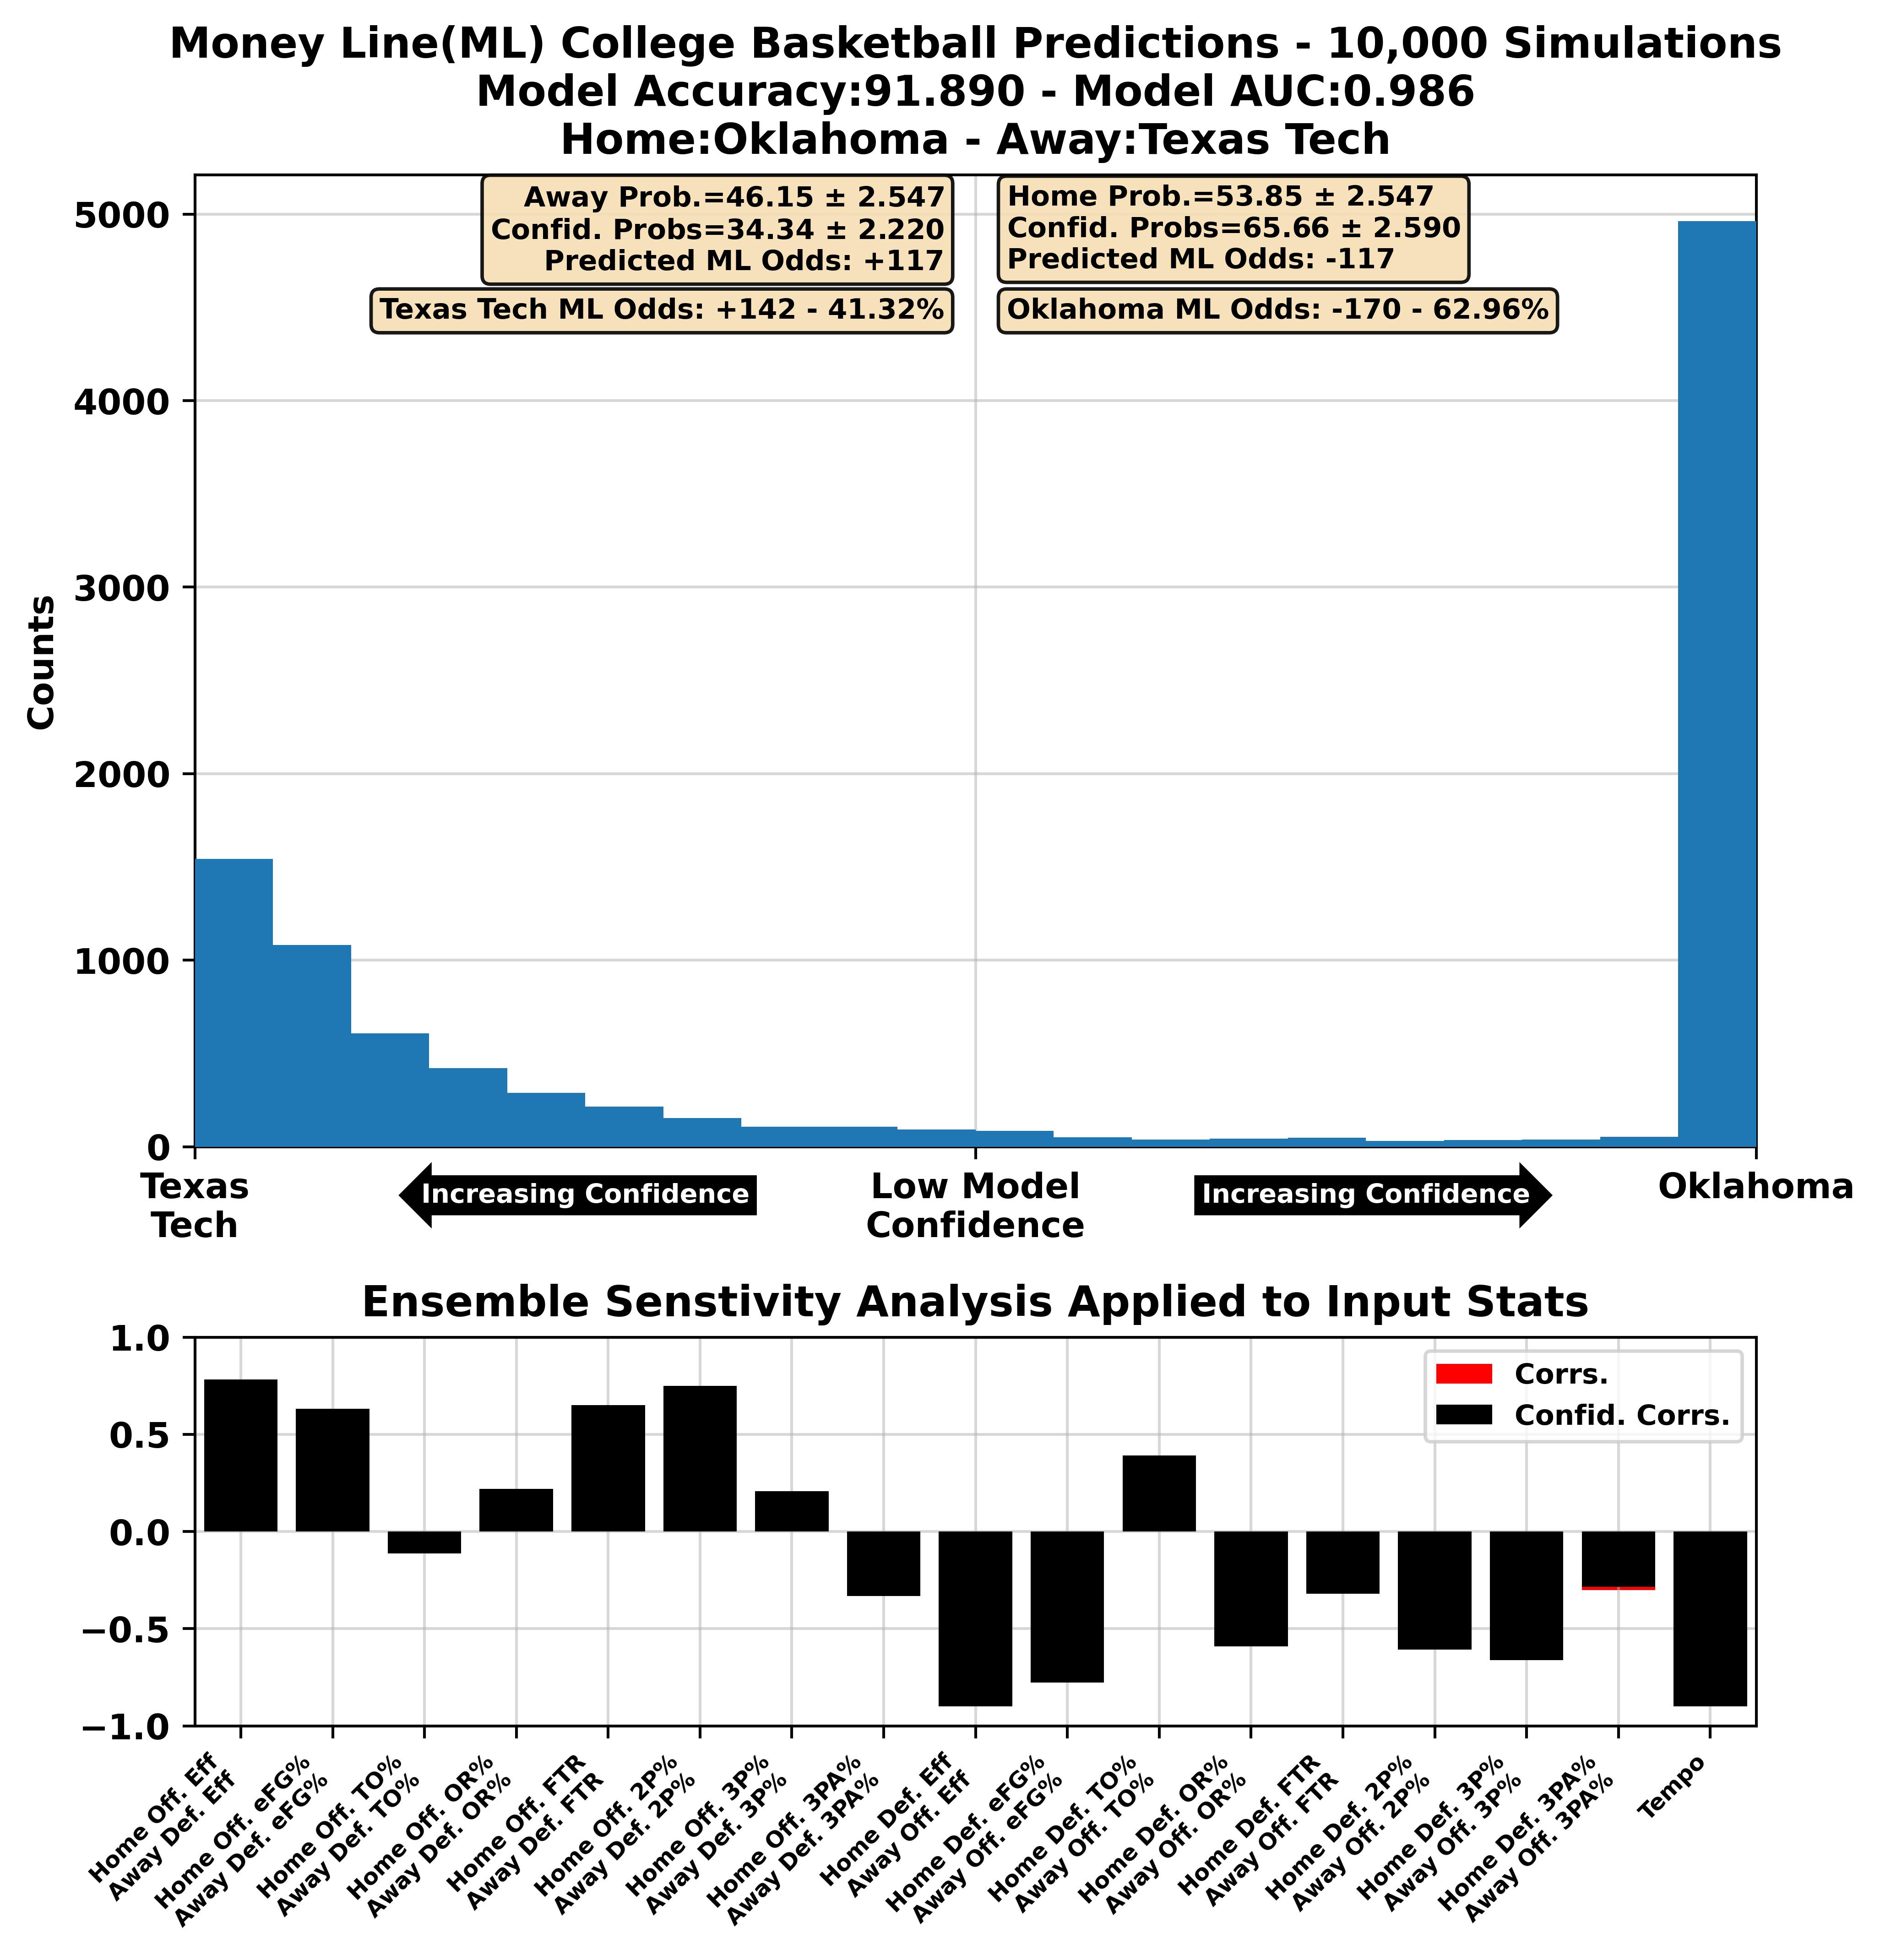 Money Line(ML) College Basketball Predictions - 10,000 Simulations
Model Accuracy:91.890 - Model AUC:0.986
Home:Oklahoma - Away:Texas Tech
Away Prob.=46.15 ± 2.547
Confid. Probs=34.34 ± 2.220
Predicted ML Odds: +117
Texas Tech ML Odds: +142 - 41.32%
Home Prob.=53.85 ± 2.547
Confid. Probs=65.66 ± 2.590
Predicted ML Odds: -117
Oklahoma ML Odds: -170 - 62.96%
Counts
5000
4000
3000
2000
1000
0
Texas
Tech
Increasing Confidence
Low Model
Confidence
Increasing Confidence
Oklahoma
Ensemble Senstivity Analysis Applied to Input Stats
1.0
0.5
0.0
−0.5
−1.0
Corrs.
Confid. Corrs.
Home Off. Eff
Away Def. Eff
Home Off. eFG%
Away Def. eFG%
Home Off. TO%
Away Def. TO%
Home Off. OR%
Away Def. OR%
Home Off. FTR
Away Def. FTR
Home Off. 2P%
Away Def. 2P%
Home Off. 3P%
Away Def. 3P%
Home Off. 3PA%
Away Def. 3PA%
Home Def. Eff
Away Off. Eff
Home Def. eFG%
Away Off. eFG%
Home Def. TO%
Away Off. TO%
Home Def. OR%
Away Off. OR%
Home Def. FTR
Away Off. FTR
Home Def. 2P%
Away Off. 2P%
Home Def. 3P%
Away Off. 3P%
Home Def. 3PA%
Away Off. 3PA%
Tempo